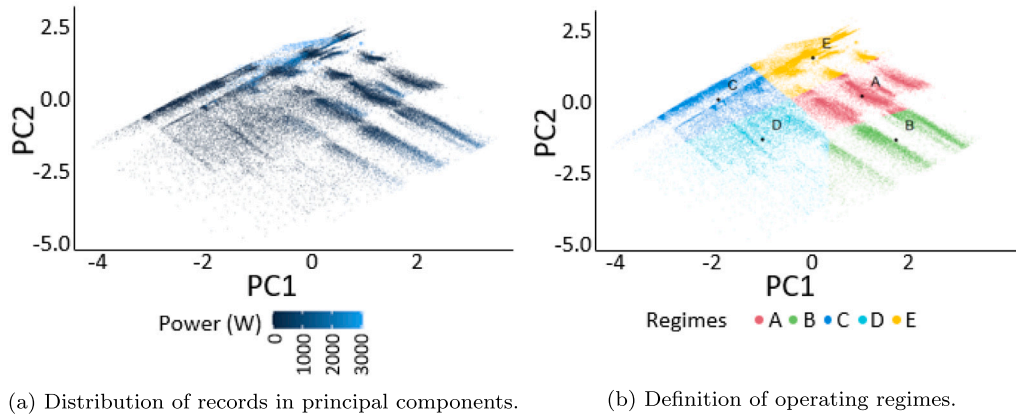 2.5
0.0
-2.5
-5.0
PC2
-4
-2
0
2
PC1
Power (W)
0
1000
2000
3000
(a) Distribution of records in principal components.
2.5
0.0
-2.5
-5.0
PC2
E
A
C
B
D
-4
-2
0
2
PC1
Regimes A B C D E
(b) Definition of operating regimes.